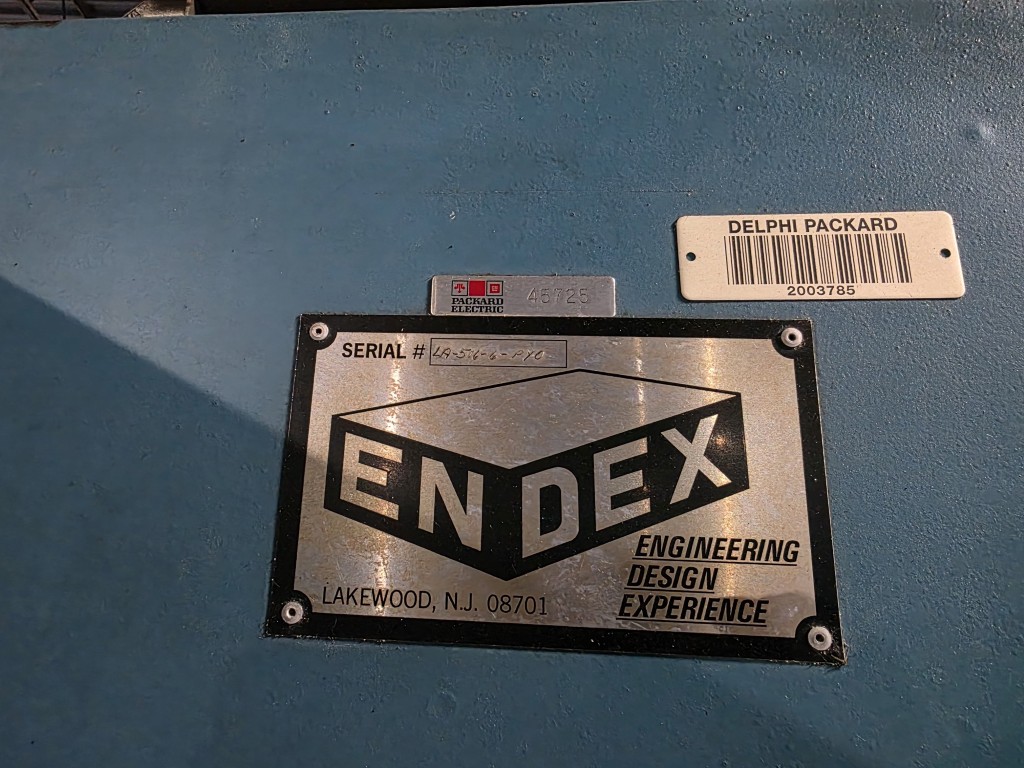 DELPHI PACKARD
2003785
PACKARD
ELECTRIC
45725
SERIAL #
ENDEX
ENGINEERING
DESIGN
EXPERIENCE
LAKEWOOD, N.J. 08701